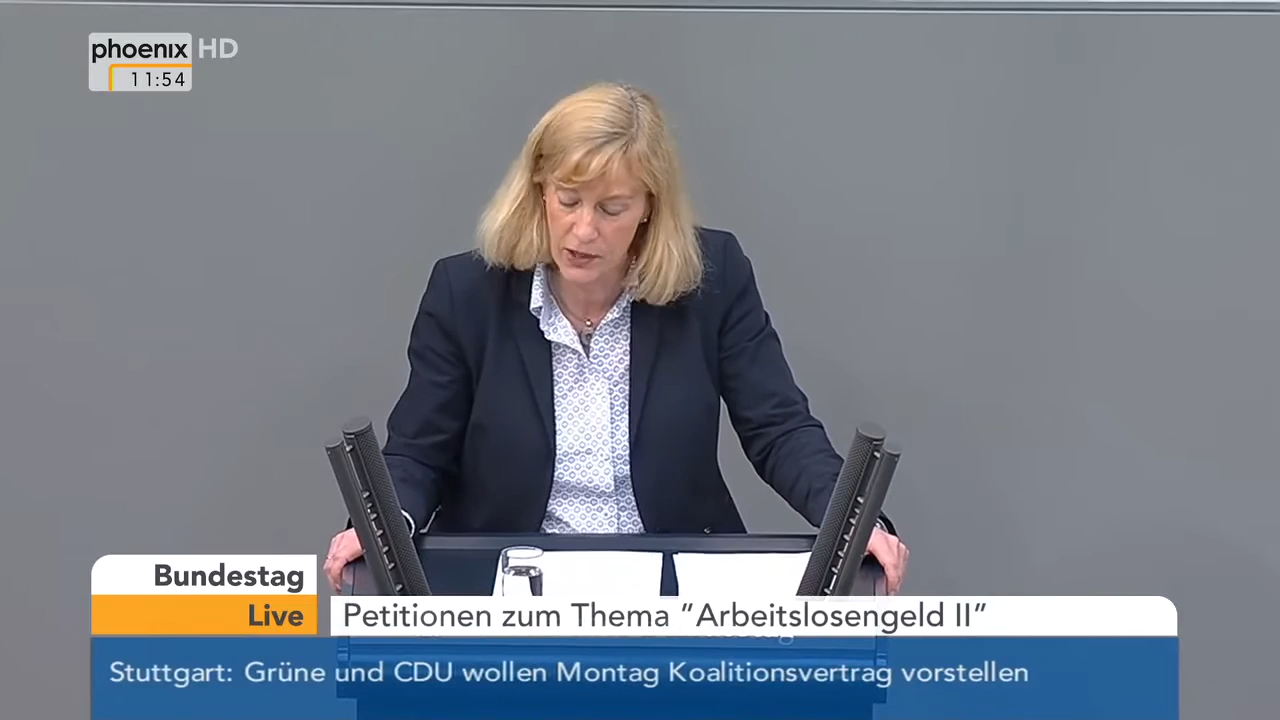 phoenix HD
11:54
Bundestag
Live
Petitionen zum Thema "Arbeitslosengeld II"
Stuttgart: Grüne und CDU wollen Montag Koalitionsvertrag vorstellen